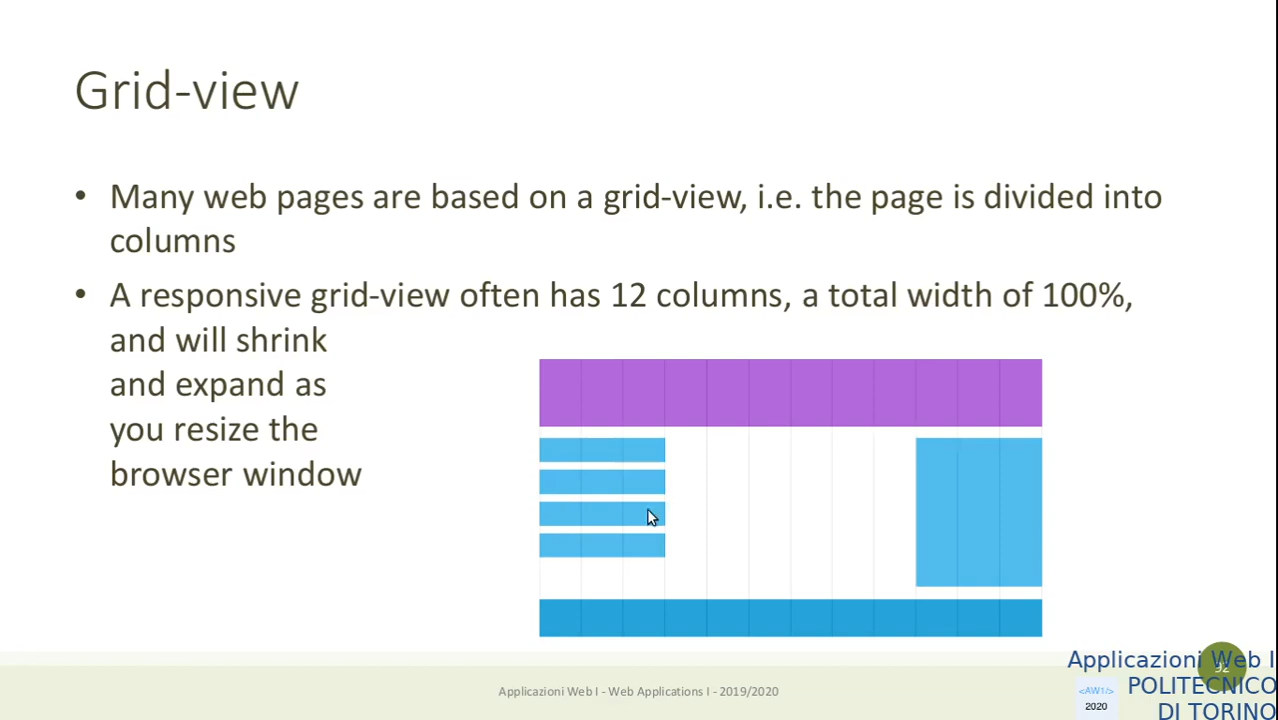 Grid-view
• Many web pages are based on a grid-view, i.e. the page is divided into
columns
• A responsive grid-view often has 12 columns, a total width of 100%,
and will shrink
and expand as
you resize the
browser window
Applicazioni Web I - Web Applications I - 2019/2020
Applicazioni Web I
POLITECNICO
DI TORINO
<AW1/>
2020